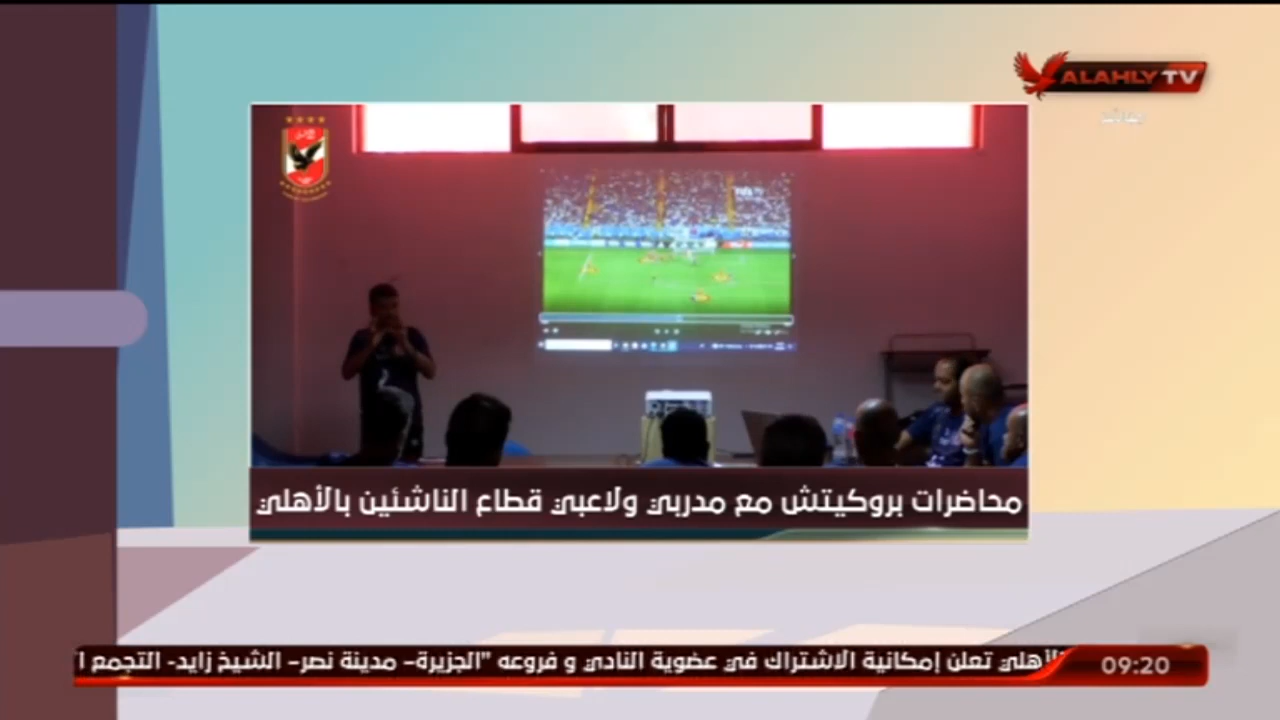 ALAHLY TV
مباشر
محاضرات بروكيتش مع مدربي ولاعبي قطاع الناشئين بالأهلي
الأهلي تعلن إمكانية الاشتراك في عضوية النادي و فروعه "الجزيرة– مدينة نصر– الشيخ زايد- التجمع ا
09:20